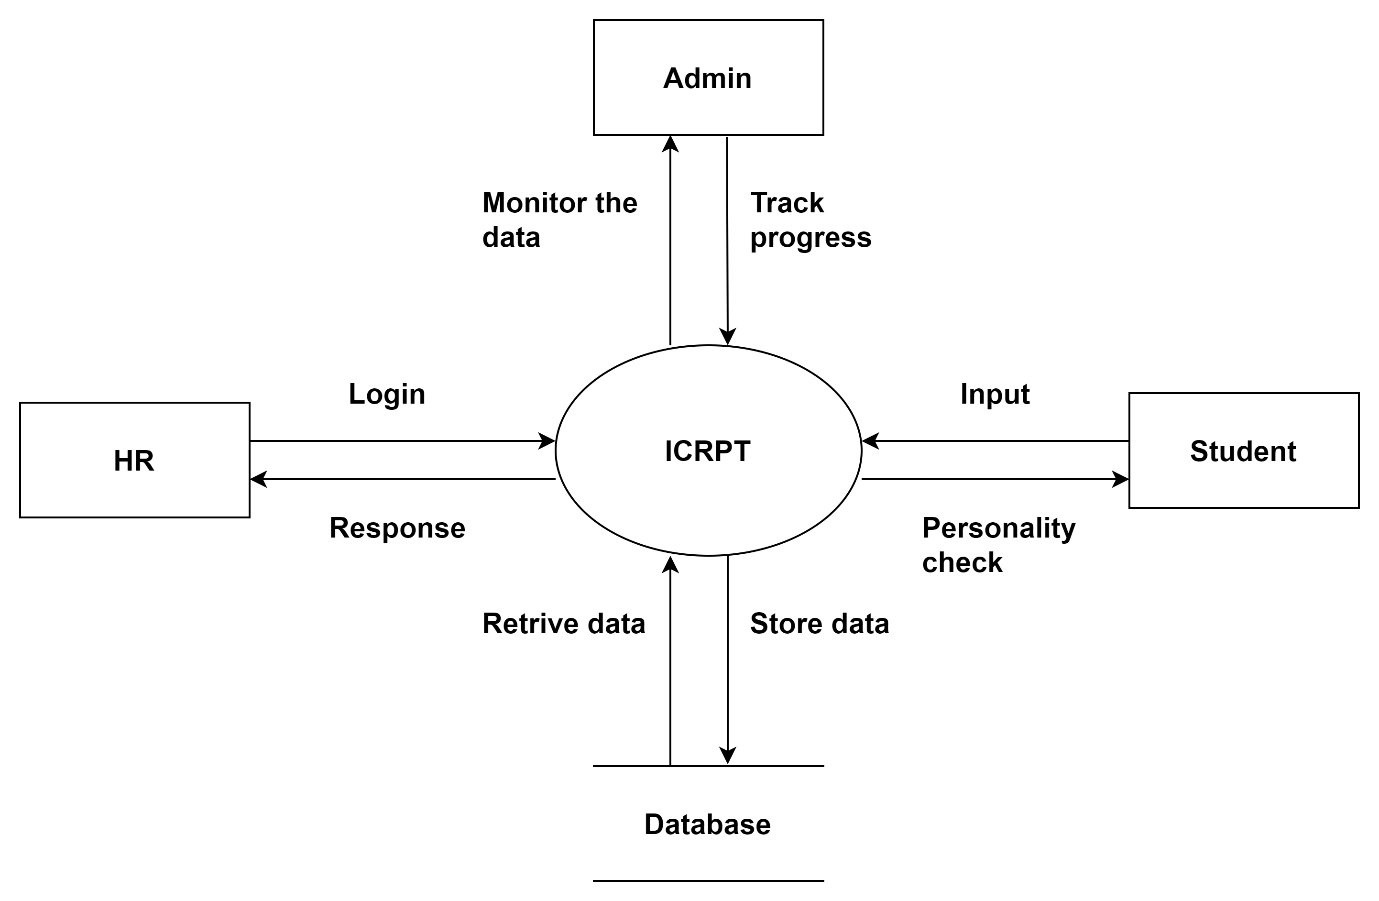 Admin
Monitor the
data
Track
progress
Login
Input
HR
ICRPT
Student
Response
Personality
check
Retrive data
Store data
Database